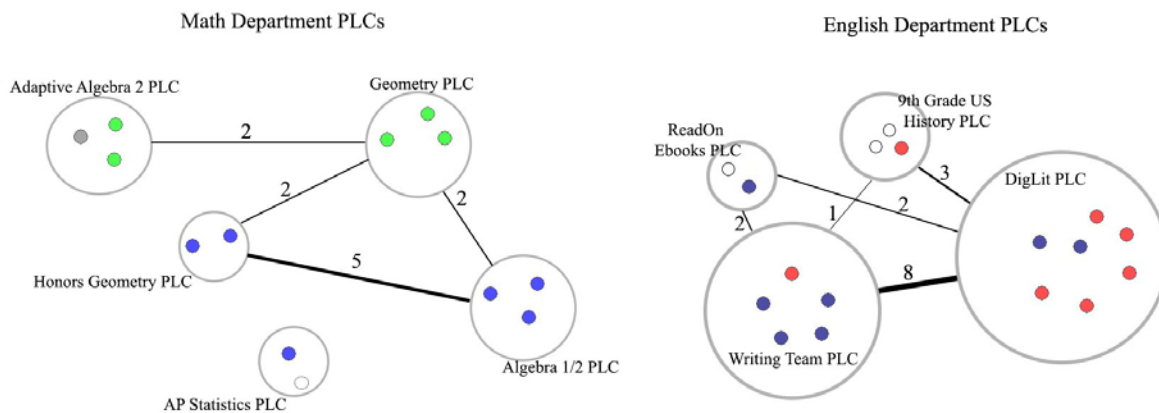 Math Department PLCs
English Department PLCs
Adaptive Algebra 2 PLC
Geometry PLC
2
2
2
5
Honors Geometry PLC
Algebra 1/2 PLC
AP Statistics PLC
9th Grade US
History PLC
ReadOn
Ebooks PLC
DigLit PLC
3
2
1
2
8
Writing Team PLC